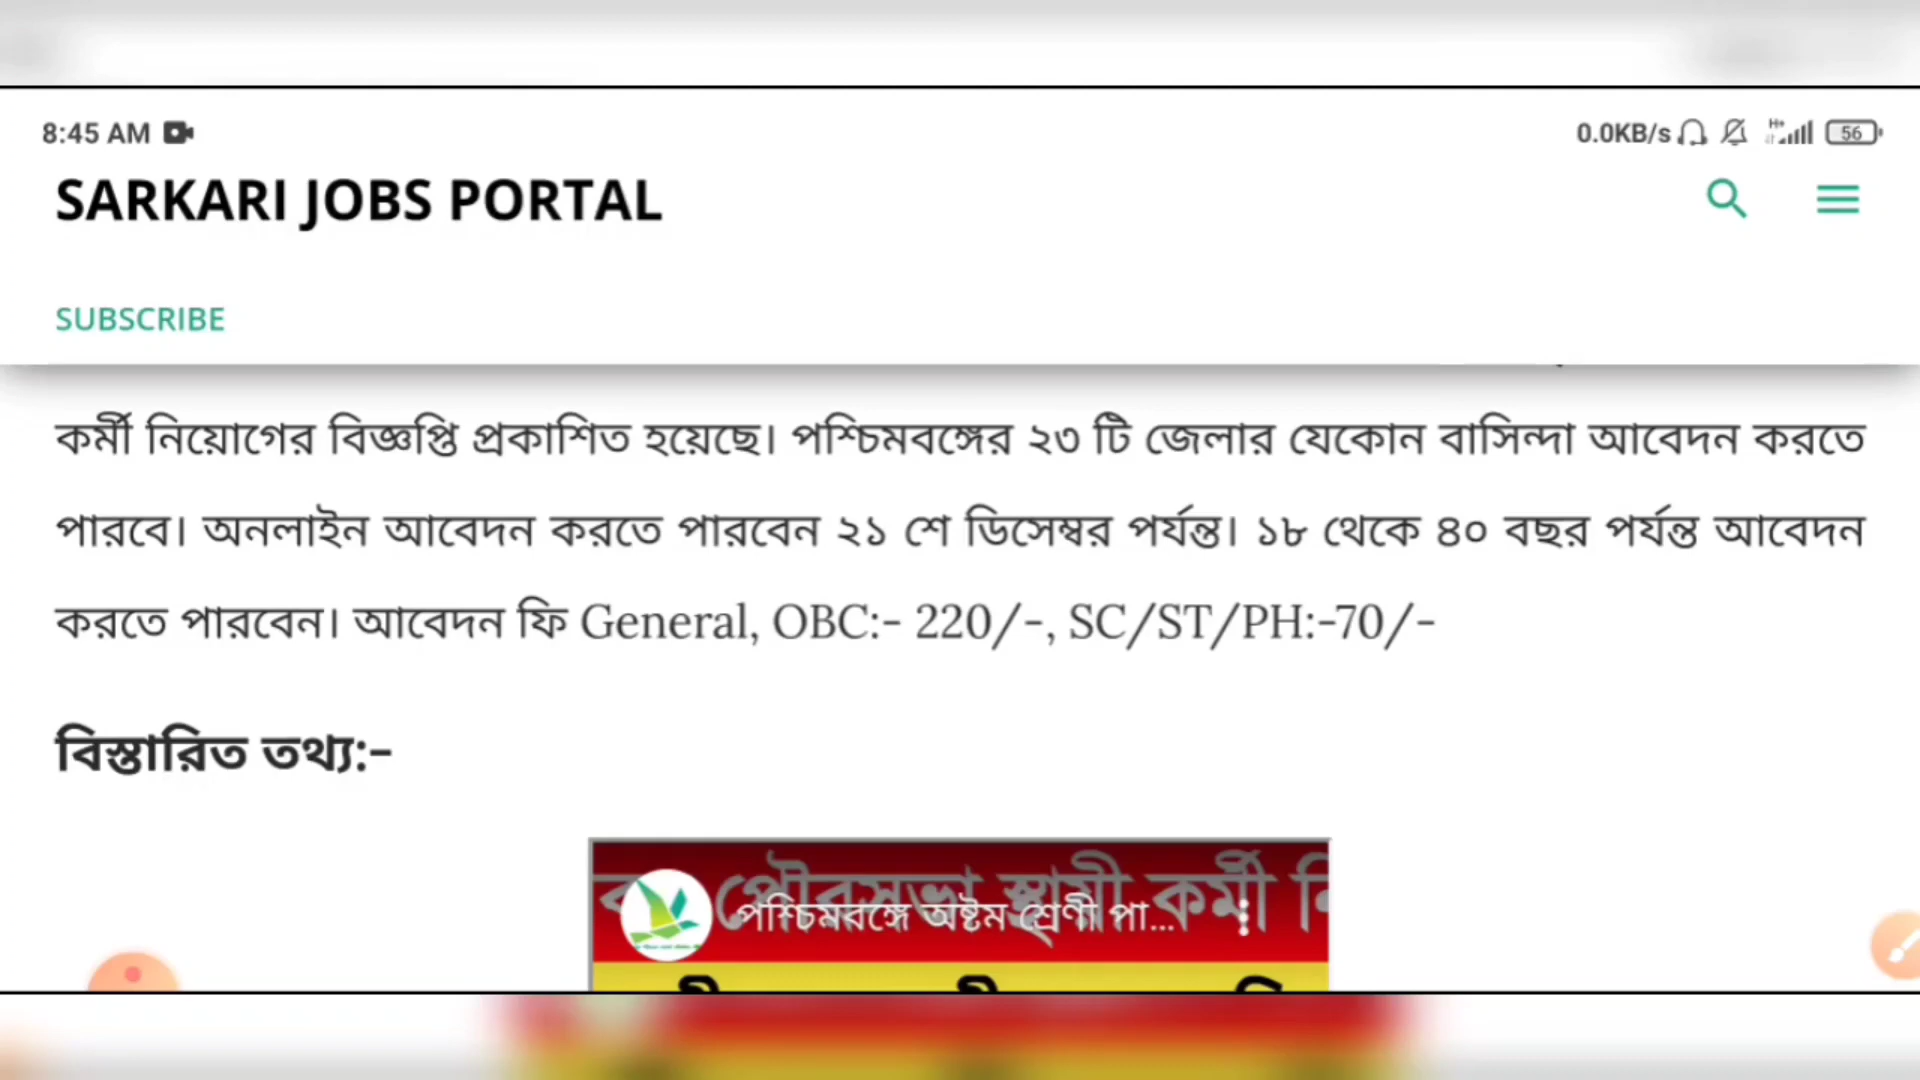 8:45 AM
0.0KB/s
H+
56
SARKARI JOBS PORTAL
SUBSCRIBE
কর্মী নিয়োগের বিজ্ঞপ্তি প্রকাশিত হয়েছে। পশ্চিমবঙ্গের ২৩ টি জেলার যেকোন বাসিন্দা আবেদন করতে
পারবে। অনলাইন আবেদন করতে পারবেন ২১ শে ডিসেম্বর পর্যন্ত। ১৮ থেকে ৪০ বছর পর্যন্ত আবেদন
করতে পারবেন। আবেদন ফি General, OBC:- 220/-, SC/ST/PH:-70/-
বিস্তারিত তথ্য:-
পৌরসভা স্থায়ী কর্মী
পশ্চিমবঙ্গে অষ্টম শ্রেণী পা...